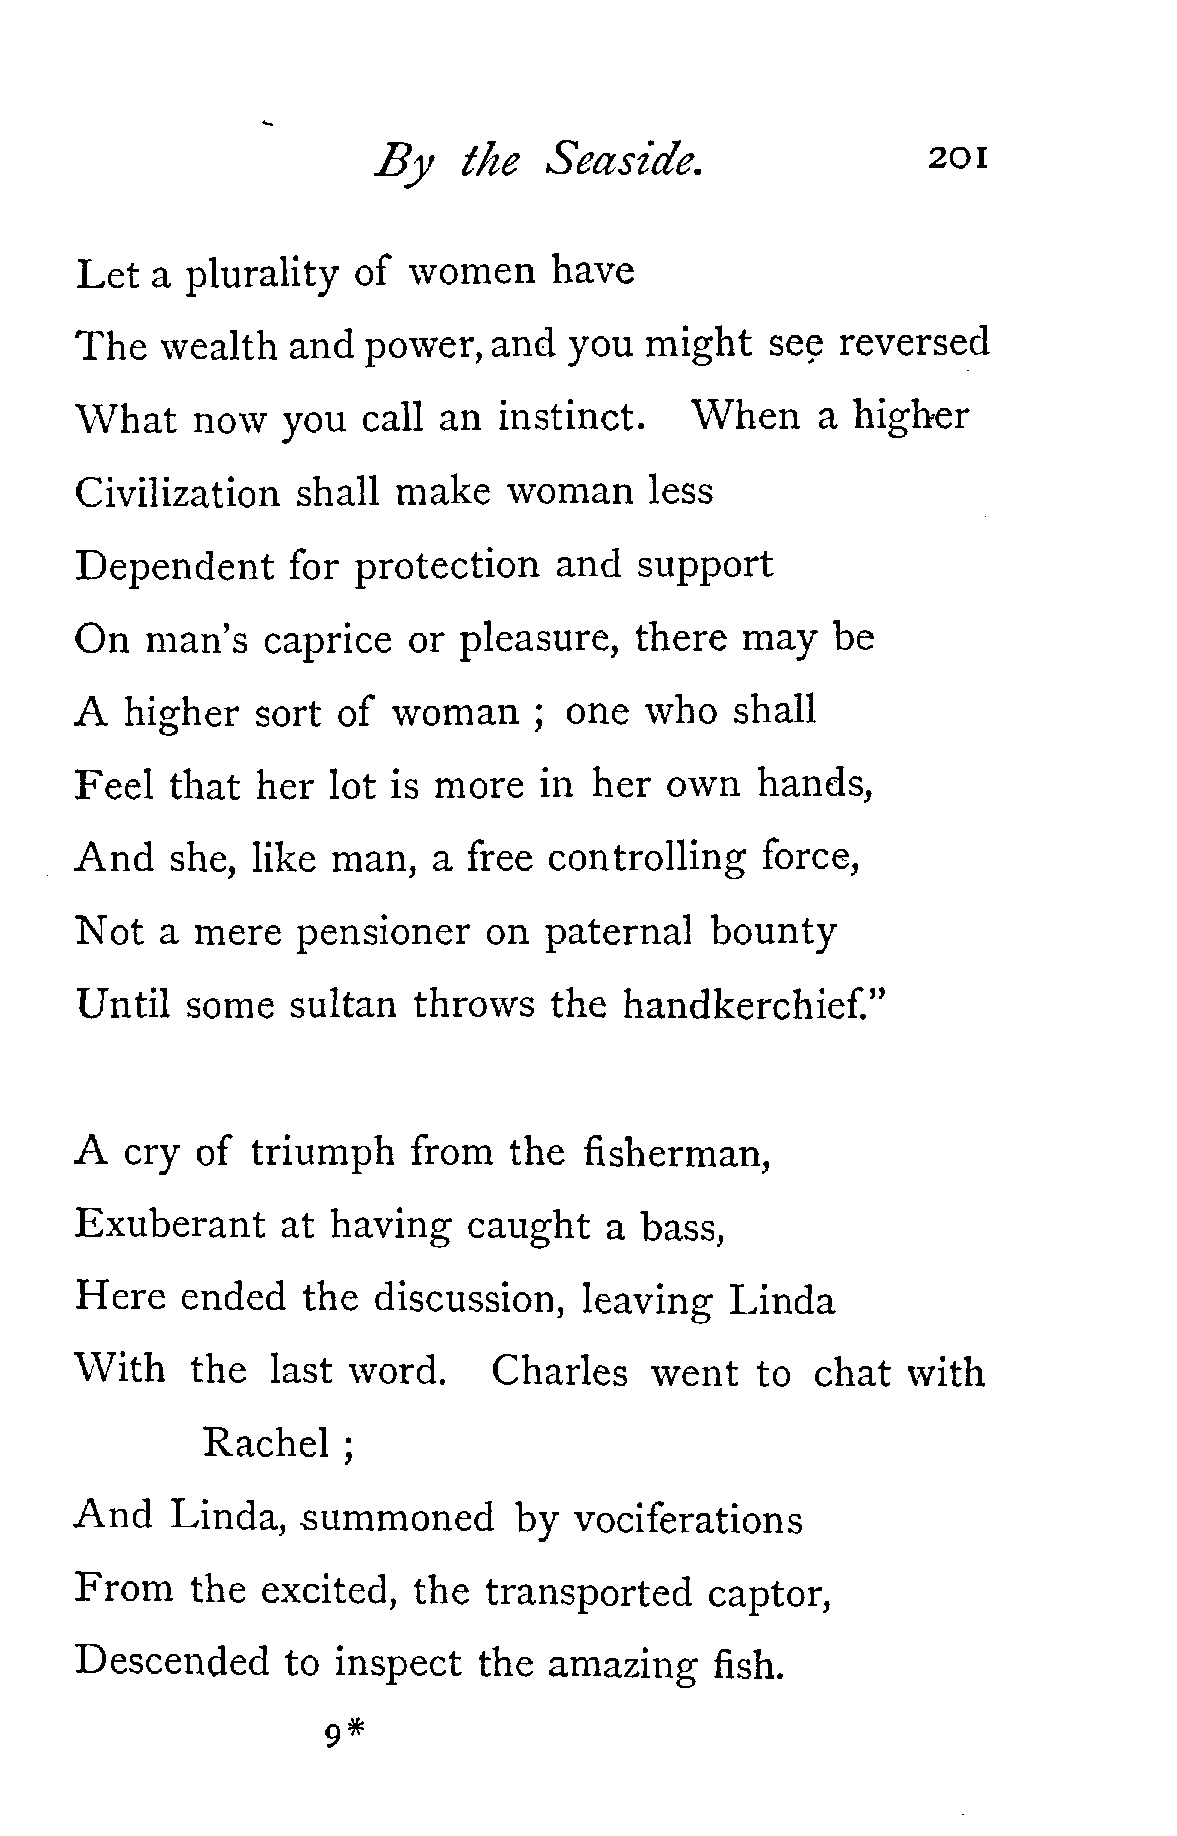 By the Seaside. 201
Let a plurality of women have
The wealth and power, and you might see reversed
What now you call an instinct. When a higher
Civilization shall make woman less
Dependent for protection and support
On man's caprice or pleasure, there may be
A higher sort of woman ; one who shall
Feel that her lot is more in her own hands,
And she, like man, a free controlling force,
Not a mere pensioner on paternal bounty
Until some sultan throws the handkerchief."
A cry of triumph from the fisherman,
Exuberant at having caught a bass,
Here ended the discussion, leaving Linda
With the last word. Charles went to chat with
Rachel ;
And Linda, summoned by vociferations
From the excited, the transported captor,
Descended to inspect the amazing fish.
9*